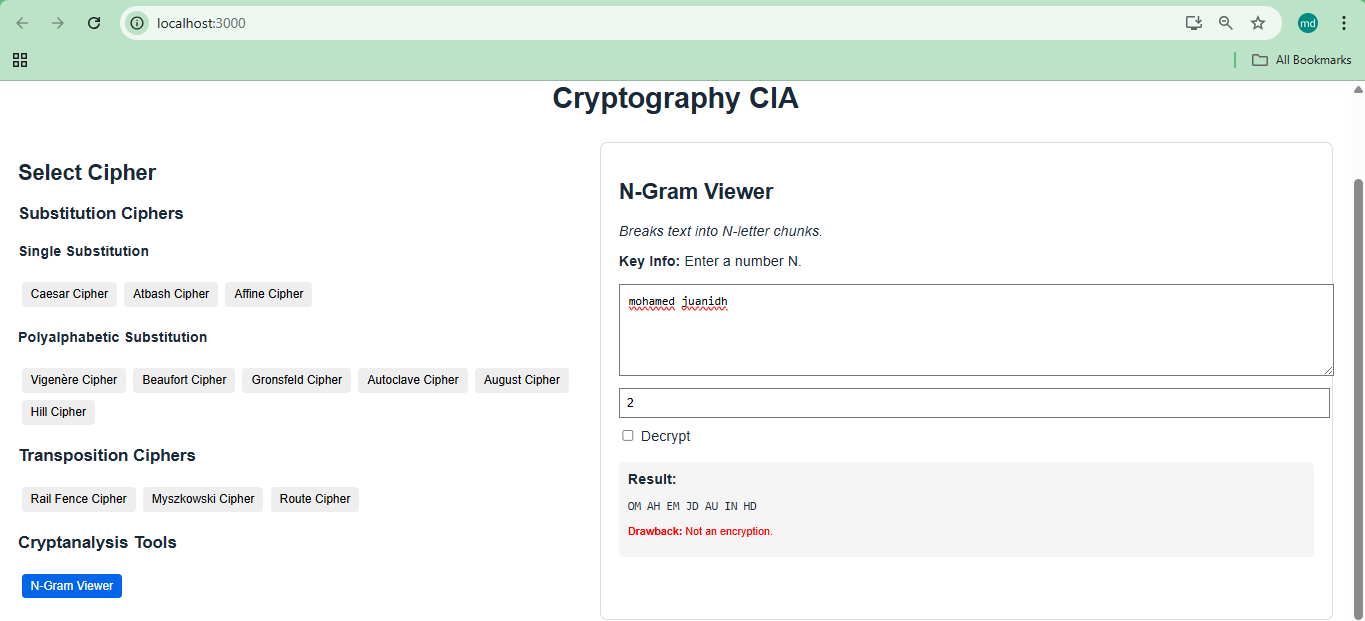 localhost:3000
md
All Bookmarks
Cryptography CIA
Select Cipher
Substitution Ciphers
Single Substitution
Caesar Cipher Atbash Cipher Affine Cipher
Polyalphabetic Substitution
Vigenère Cipher Beaufort Cipher Gronsfeld Cipher Autoclave Cipher August Cipher
Hill Cipher
Transposition Ciphers
Rail Fence Cipher Myszkowski Cipher Route Cipher
Cryptanalysis Tools
N-Gram Viewer
N-Gram Viewer
Breaks text into N-letter chunks.
Key Info: Enter a number N.
mohamed juanidh
2
Decrypt
Result:
OM AH EM JD AU IN HD
Drawback: Not an encryption.